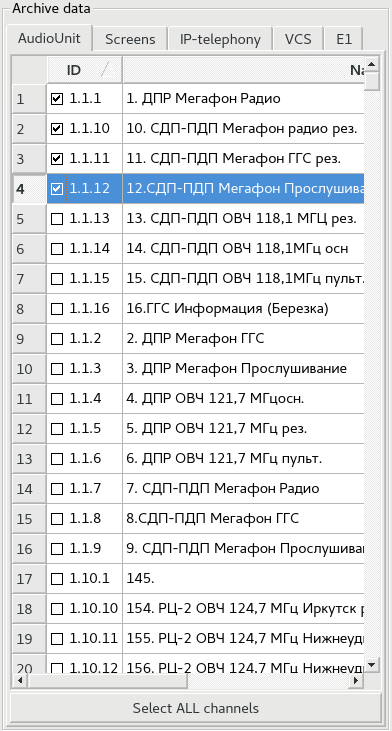 Archive data
AudioUnit Screens IP-telephony VCS E1
ID
1 1.1.1 1. ДПР Мегафон Радио
2 1.1.10 10. СДП-ПДП Мегафон радио рез.
3 1.1.11 11. СДП-ПДП Мегафон ГГС рез.
4 1.1.12 12.СДП-ПДП Мегафон
5 1.1.13 13. СДП-ПДП ОВЧ 118,1 МГЦ рез.
6 1.1.14 14. СДП-ПДП ОВЧ 118,1МГц осн
7 1.1.15 15. СДП-ПДП ОВЧ 118,1МГц пульт.
8 1.1.16 16.ГГС Информация (Березка)
9 1.1.2 2. ДПР Мегафон ГГС
10 1.1.3 3. ДПР Мегафон Прослушивание
11 1.1.4 4. ДПР ОВЧ 121,7 МГцосн.
12 1.1.5 5. ДПР ОВЧ 121,7 МГц рез.
13 1.1.6 6. ДПР ОВЧ 121,7 МГц пульт.
14 1.1.7 7. СДП-ПДП Мегафон Радио
15 1.1.8 8.СДП-ПДП Мегафон ГГС
16 1.1.9 9. СДП-ПДП Мегафон
17 1.10.1 145.
18 1.10.10 154. РЦ-2 ОВЧ 124,7 МГц Иркутск
19 1.10.11 155. РЦ-2 ОВЧ 124,7 МГц
20 1.10.12 156. РЦ-2 ОВЧ 124,7 МГц
Select ALL channels